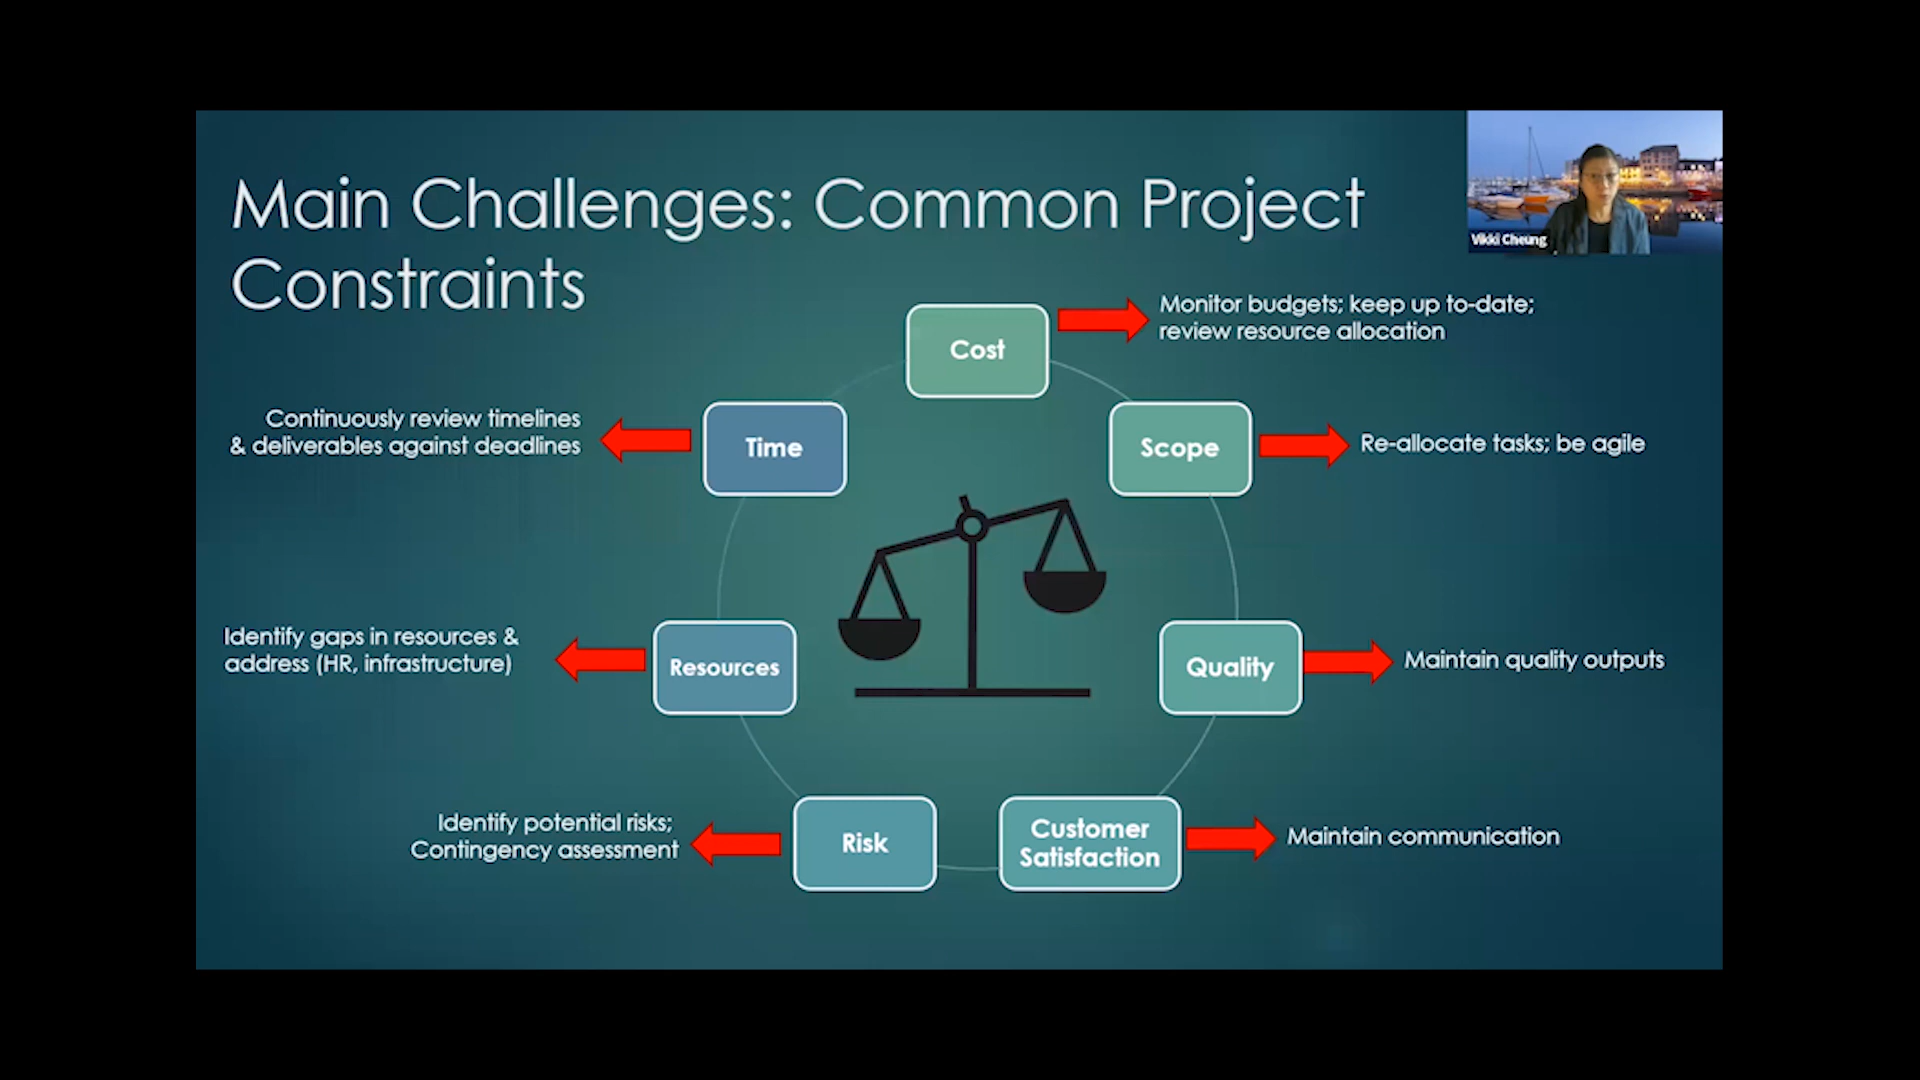 Main Challenges: Common Project
Constraints
Vikki Cheung
Cost
Monitor budgets; keep up to-date;
review resource allocation
Scope
Re-allocate tasks; be agile
Quality
Maintain quality outputs
Customer
Satisfaction
Maintain communication
Risk
Identify potential risks;
Contingency assessment
Resources
Identify gaps in resources &
address (HR, infrastructure)
Time
Continuously review timelines
& deliverables against deadlines